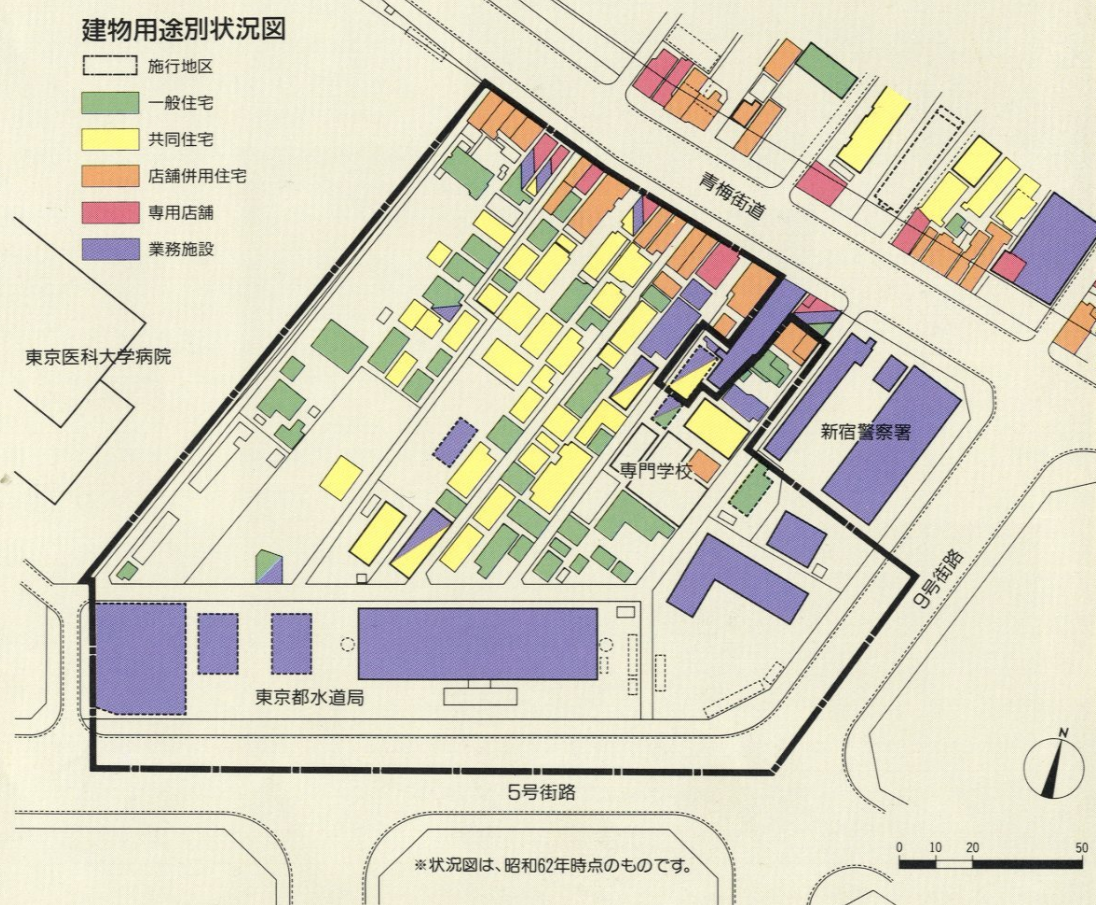 建物用途別状況図
施行地区
一般住宅
共同住宅
店舗併用住宅
専用店舗
業務施設
青梅街道
東京医科大学病院
新宿警察署
専門学校
9号街路
東京都水道局
5号街路
N
※状況図は、昭和62年時点のものです。
0 10 20 50